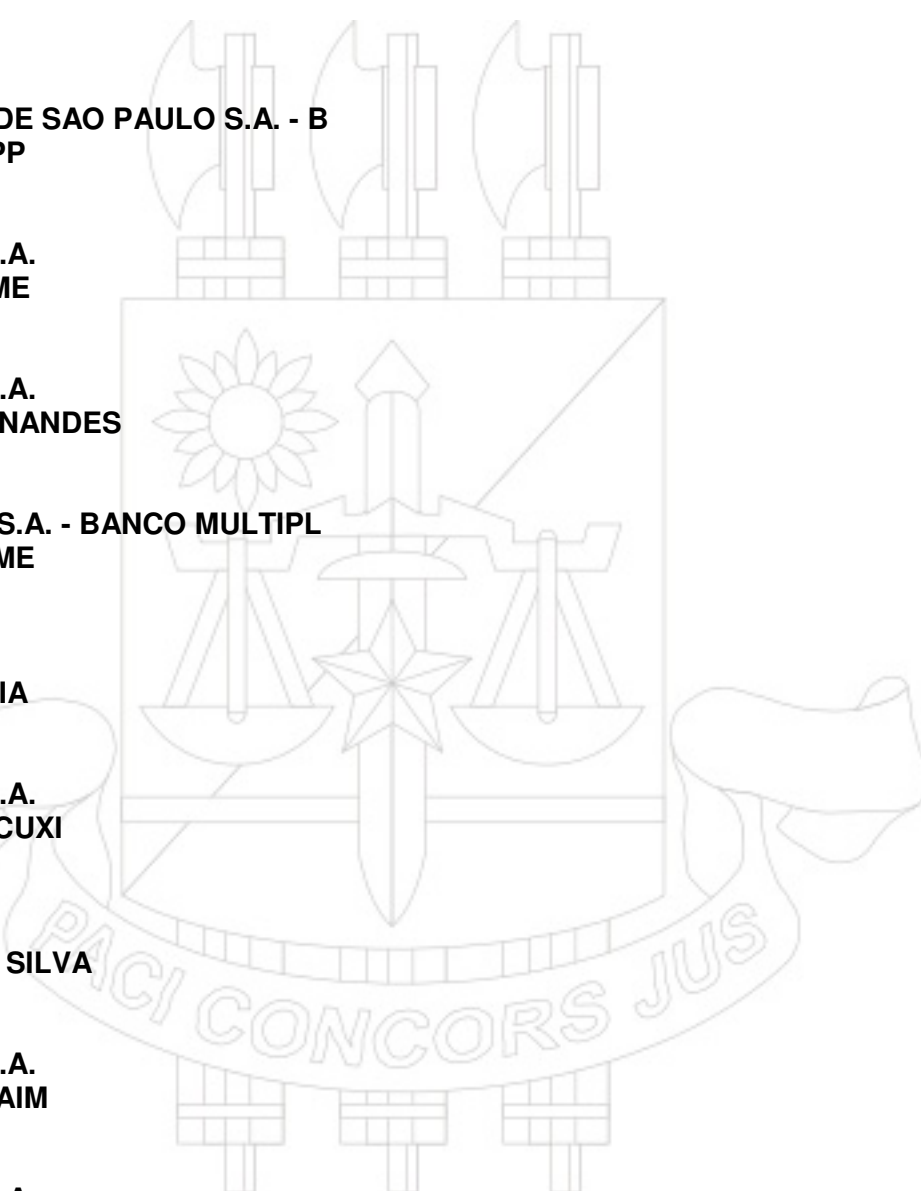 DE SAO PAULO S.A. - B
PP
.A.
ME
.A.
NANDES
S.A. - BANCO MULTIPL
ME
IA
.A.
CUXI
SILVA
PACI CONCORS JUS
.A.
AIM